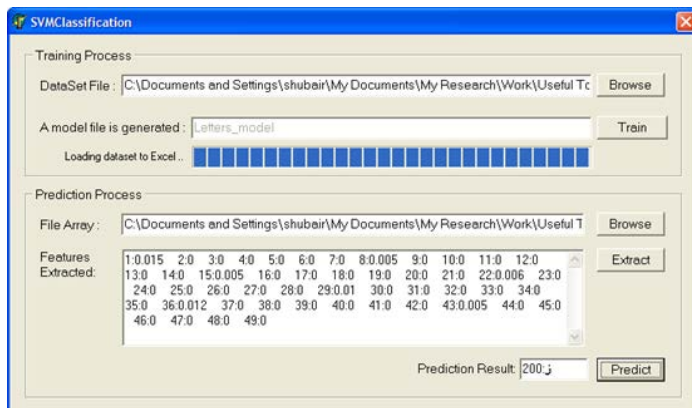 SVMClassification
Training Process
DataSet File : C:\Documents and Settings\shubair\My Documents\My Research\Work\Useful Tc Browse
A model file is generated : Letters_model Train
Loading dataset to Excel ..
Prediction Process
File Array : C:\Documents and Settings\shubair\My Documents\My Research\Work\Useful T Browse
Features Extracted: Extract
1:0.015 2:0 3:0 4:0 5:0 6:0 7:0 8:0.005 9:0 10:0 11:0 12:0
13:0 14:0 15:0.005 16:0 17:0 18:0 19:0 20:0 21:0 22:0.006 23:0
24:0 25:0 26:0 27:0 28:0 29:0.01 30:0 31:0 32:0 33:0 34:0
35:0 36:0.012 37:0 38:0 39:0 40:0 41:0 42:0 43:0.005 44:0 45:0
46:0 47:0 48:0 49:0
Prediction Result: 200:ز Predict